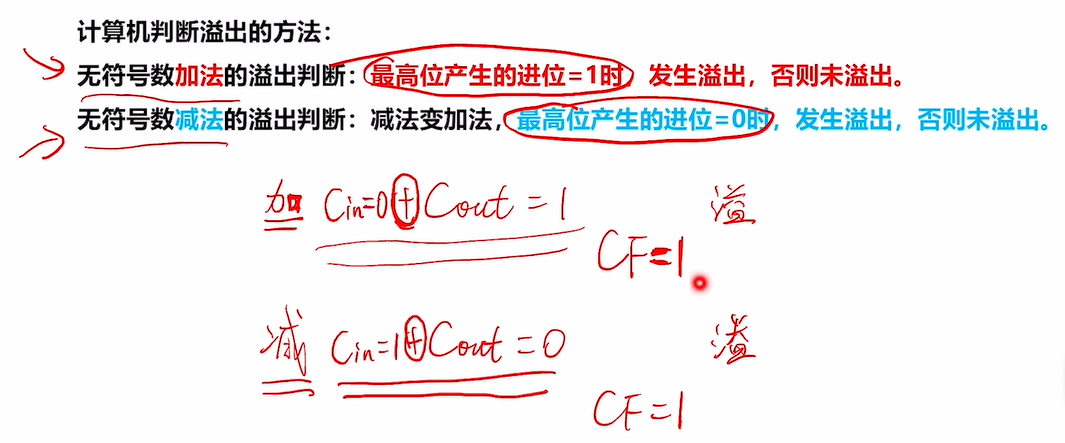 计算机判断溢出的方法：
无符号数加法的溢出判断：最高位产生的进位=1时，发生溢出，否则未溢出。
无符号数减法的溢出判断：减法变加法，最高位产生的进位=0时，发生溢出，否则未溢出。
加 Cin=0⊕Cout=1 溢
CF=1
减 Cin=1⊕Cout=0 溢
CF=1